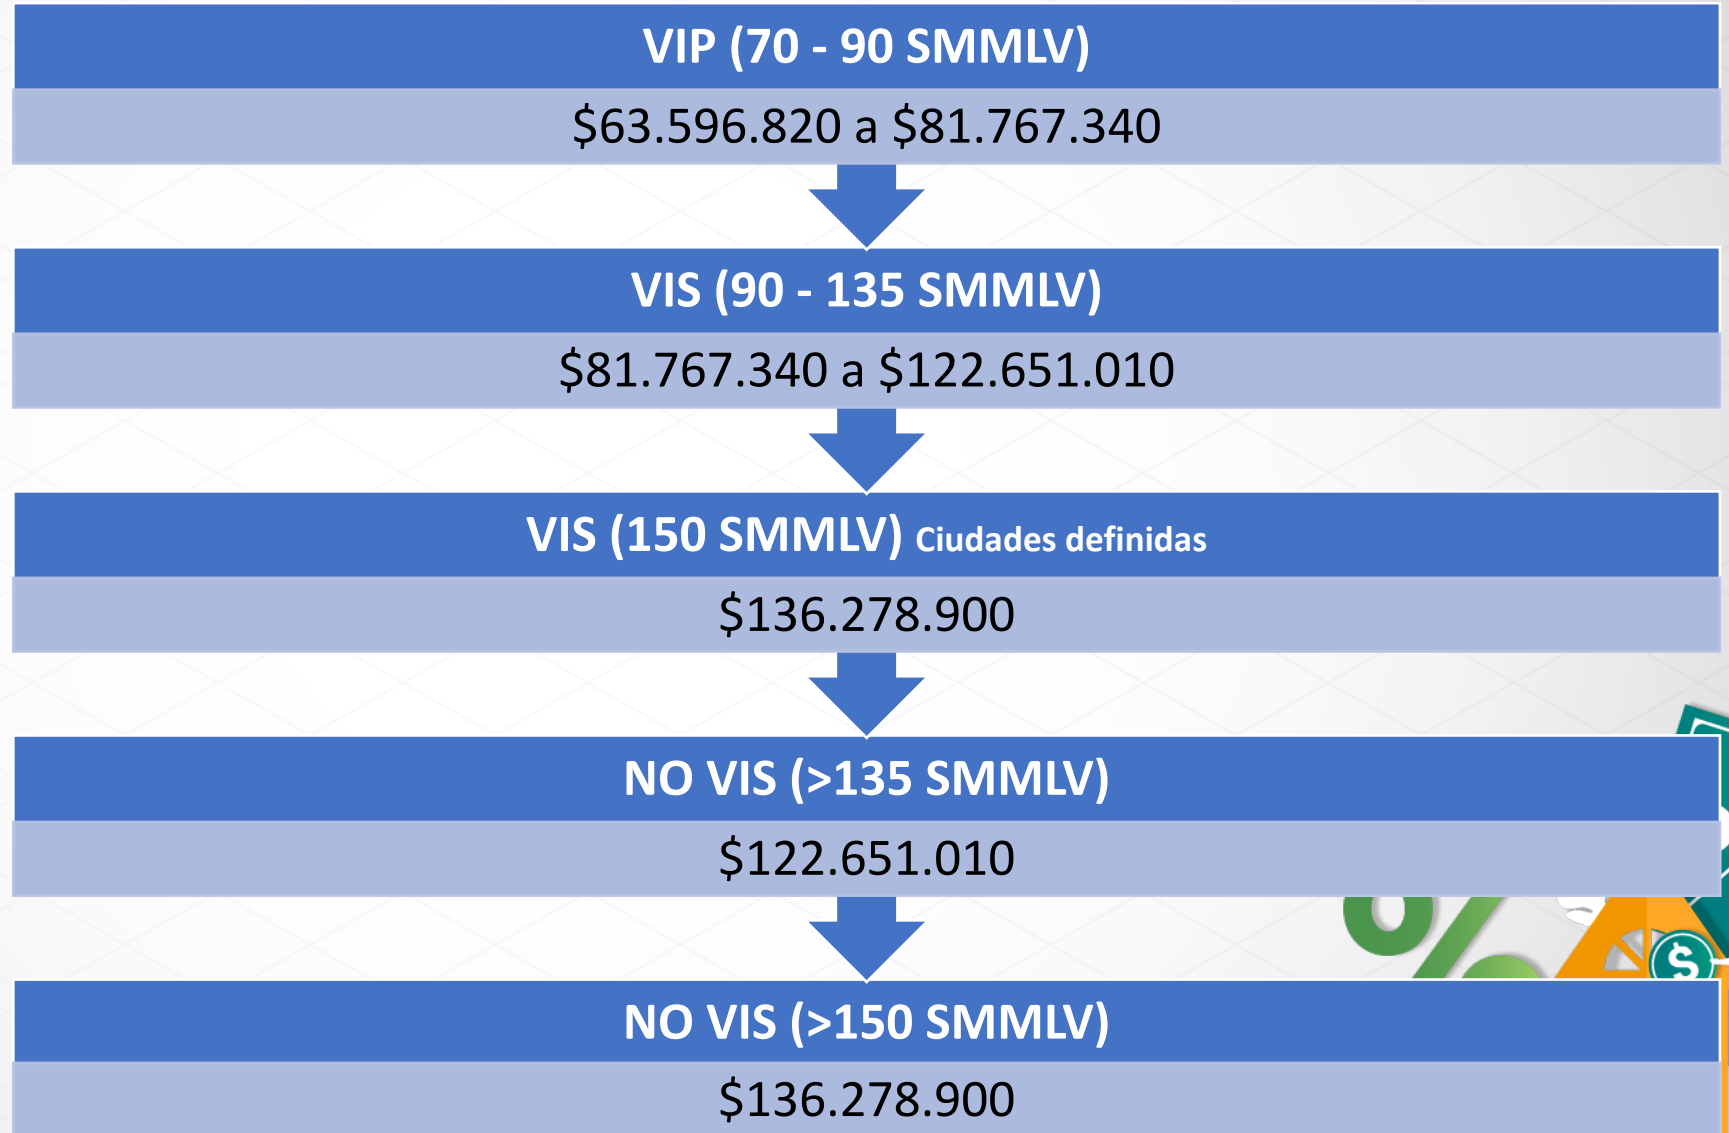 VIP (70 - 90 SMMLV)
$63.596.820 a $81.767.340
VIS (90 - 135 SMMLV)
$81.767.340 a $122.651.010
VIS (150 SMMLV) Ciudades definidas
$136.278.900
NO VIS (>135 SMMLV)
$122.651.010
%
$
NO VIS (>150 SMMLV)
$136.278.900